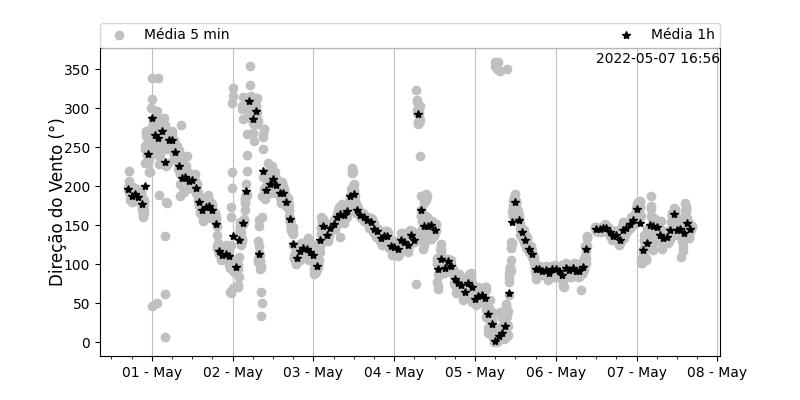 Média 5 min
Média 1h
2022-05-07 16:56
Direção do Vento (°)
350
300
250
200
150
100
50
0
01 - May 02 - May 03 - May 04 - May 05 - May 06 - May 07 - May 08 - May